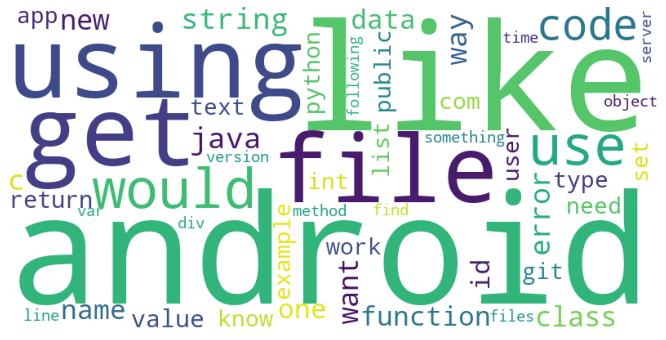 app new string data way code time server
using like
python following public
text com object
get java version list something user use set
file
c would int error type
return id need
var div method find
android
example work want git
line name value know one function files class